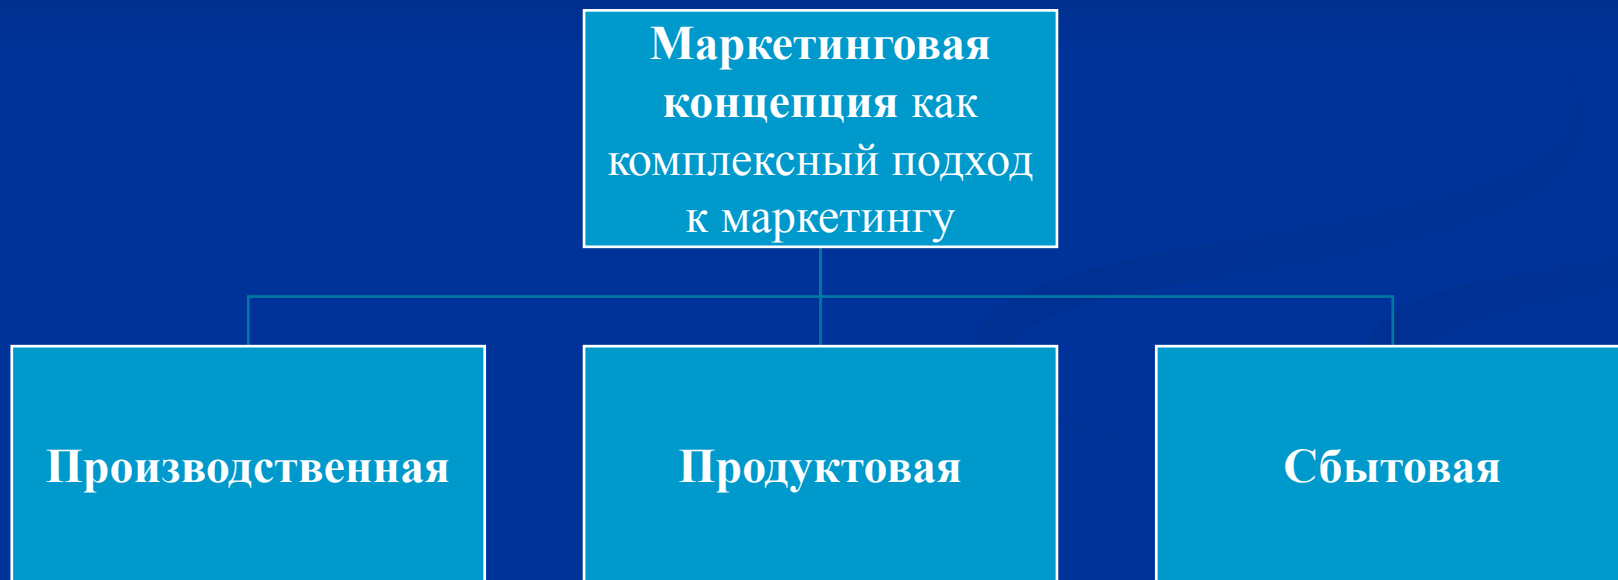 Маркетинговая
концепция как
комплексный подход
к маркетингу
Производственная
Продуктовая
Сбытовая